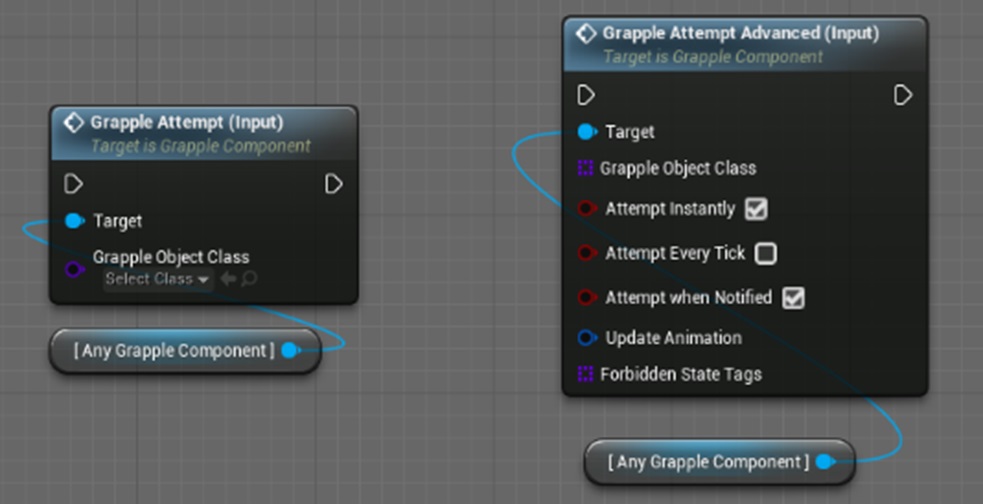 Grapple Attempt (Input)
Target is Grapple Component
Target
Grapple Object Class
Select Class
[ Any Grapple Component ]
Grapple Attempt Advanced (Input)
Target is Grapple Component
Target
Grapple Object Class
Attempt Instantly
Attempt Every Tick
Attempt when Notified
Update Animation
Forbidden State Tags
[ Any Grapple Component ]